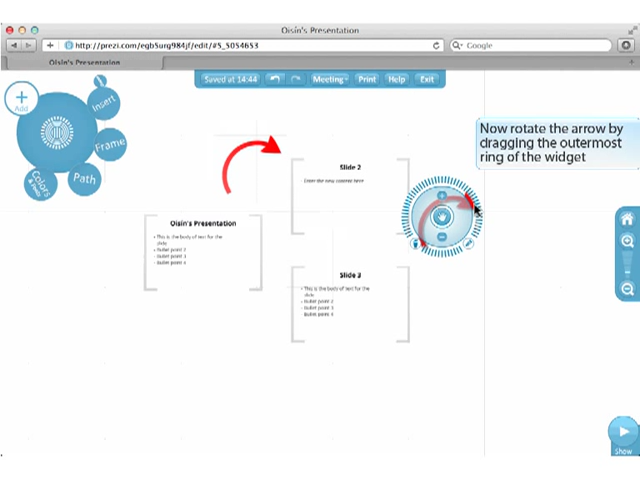 Oisín's Presentation
http://prezi.com/egb5urg984jf/edit/#5_5054653
Google
Oisín's Presentation
Saved at 14:44
Meeting
Print
Help
Exit
Add
Insert
Frame
Path
Colors
Now rotate the arrow by
dragging the outermost
ring of the widget
Slide 2
Enter the new content here
Oisín's Presentation
• This is the body of text for the
slide
• Bullet point 2
• Bullet point 3
• Bullet point 4
Slide 3
• This is the body of text for the
slide
• Bullet point 2
• Bullet point 3
Bullet point 4
Show